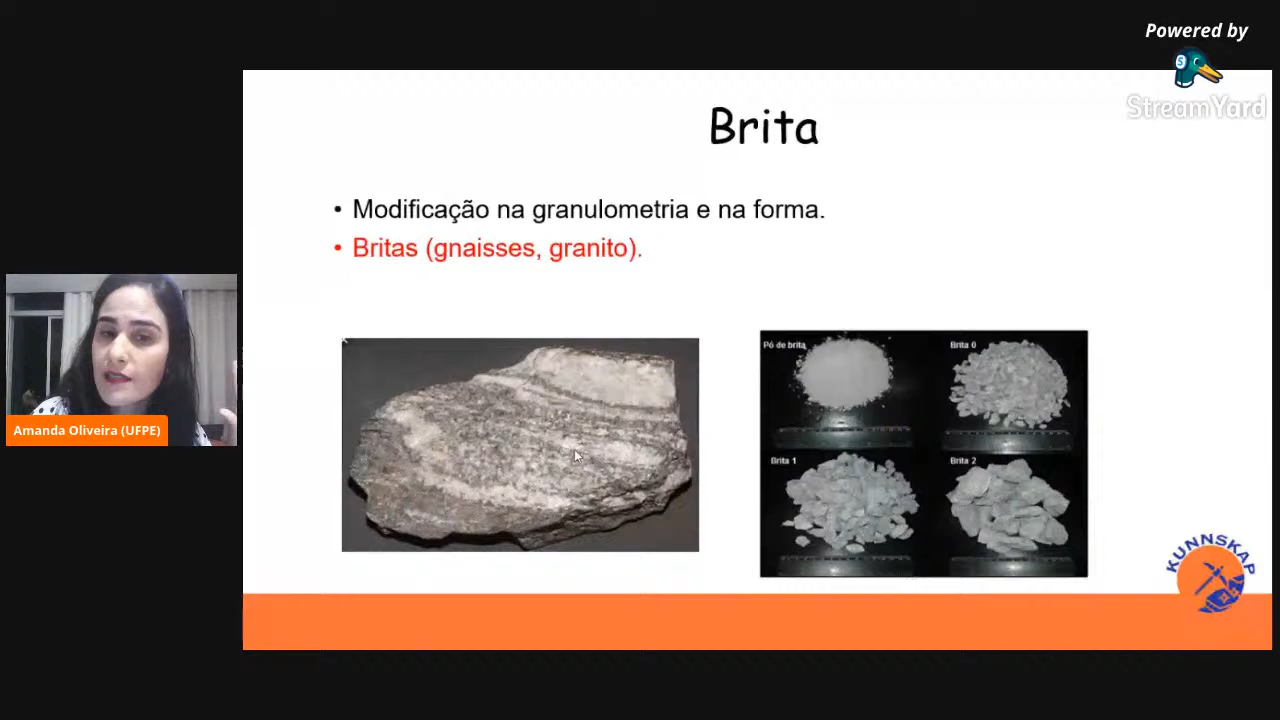 Powered by
StreamYard
Brita
• Modificação na granulometria e na forma.
• Britas (gnaisses, granito).
Pó de brita
Brita 0
Brita 1
Brita 2
Amanda Oliveira (UFPE)
KUNNSKAP